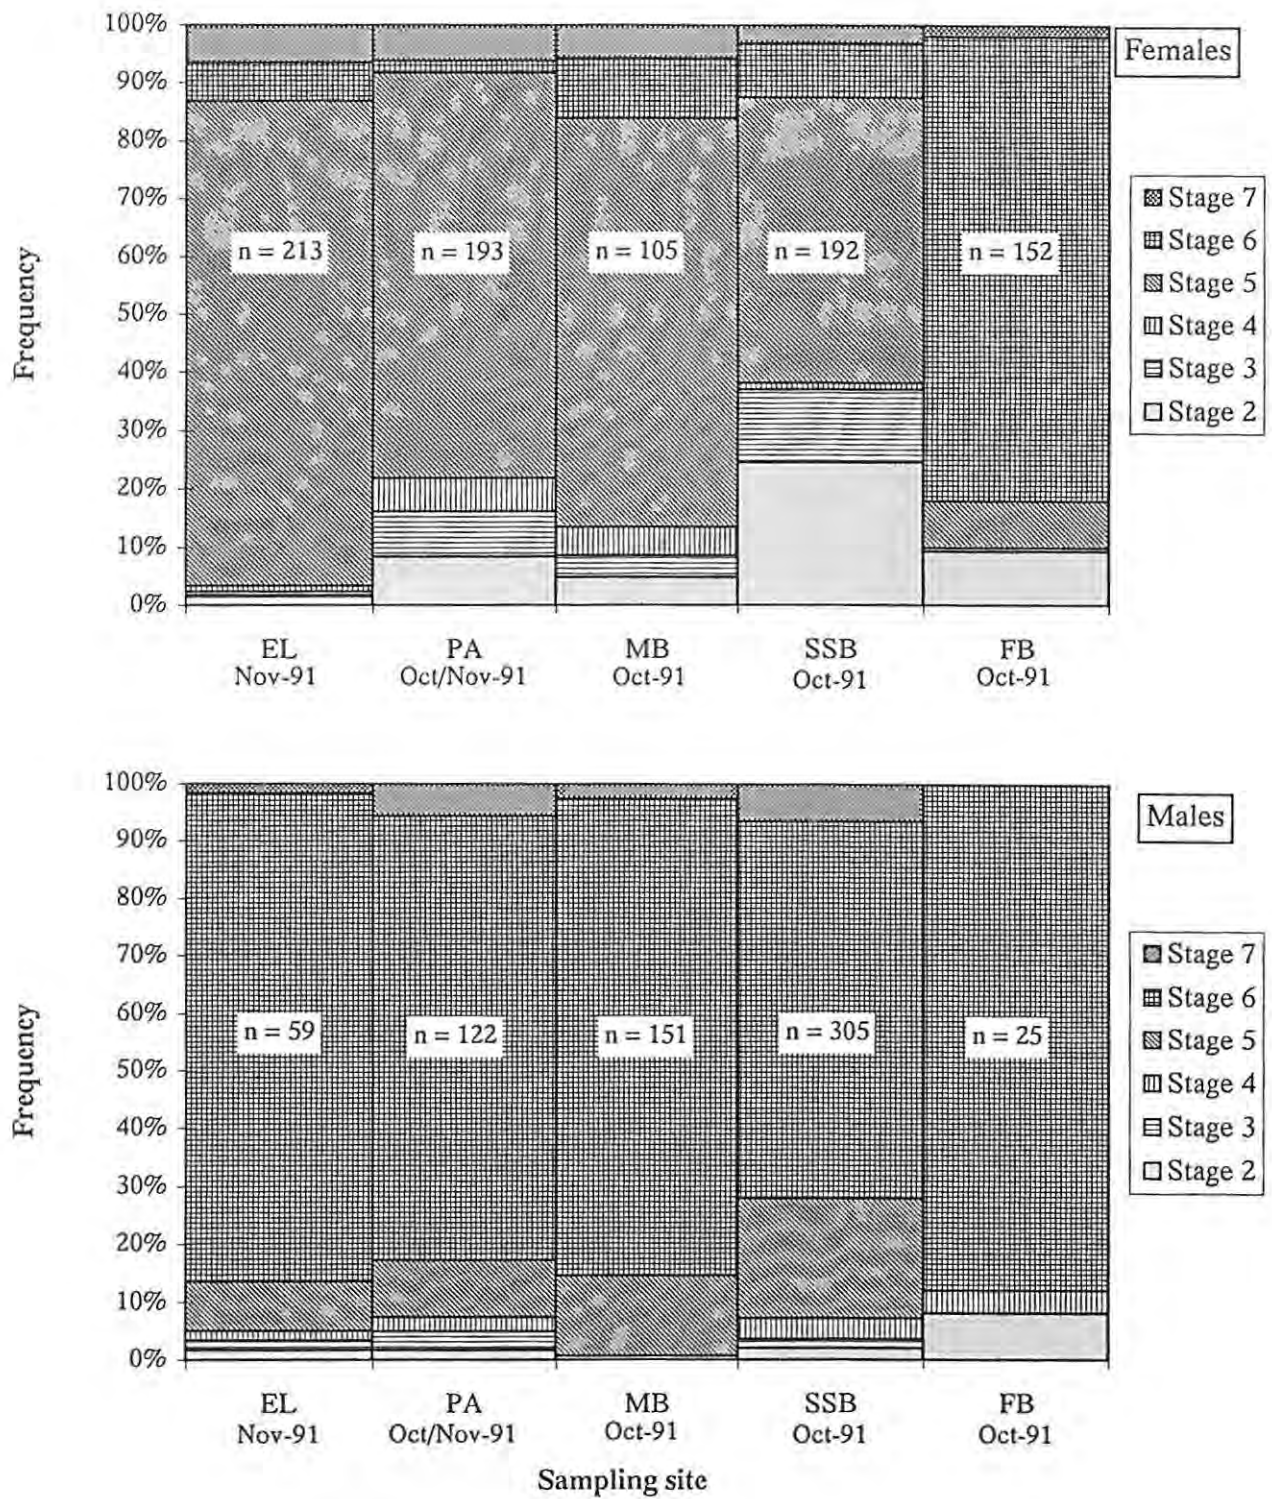 Females
Frequency
100%
90%
80%
70%
60%
50%
40%
30%
20%
10%
0%
n = 213
n = 193
n = 105
n = 192
n = 152
Stage 7
Stage 6
Stage 5
Stage 4
Stage 3
Stage 2
EL
Nov-91
PA
Oct/Nov-91
MB
Oct-91
SSB
Oct-91
FB
Oct-91
Males
Frequency
100%
90%
80%
70%
60%
50%
40%
30%
20%
10%
0%
n = 59
n = 122
n = 151
n = 305
n = 25
Stage 7
Stage 6
Stage 5
Stage 4
Stage 3
Stage 2
EL
Nov-91
PA
Oct/Nov-91
MB
Oct-91
SSB
Oct-91
FB
Oct-91
Sampling site